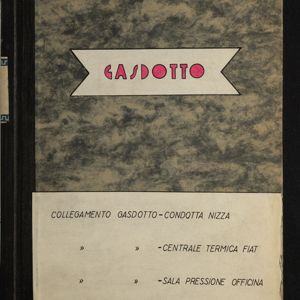 GASDOTTO
COLLEGAMENTO GASDOTTO-CONDOTTA NIZZA
» » -CENTRALE TERMICA FIAT
» » -SALA PRESSIONE OFFICINA